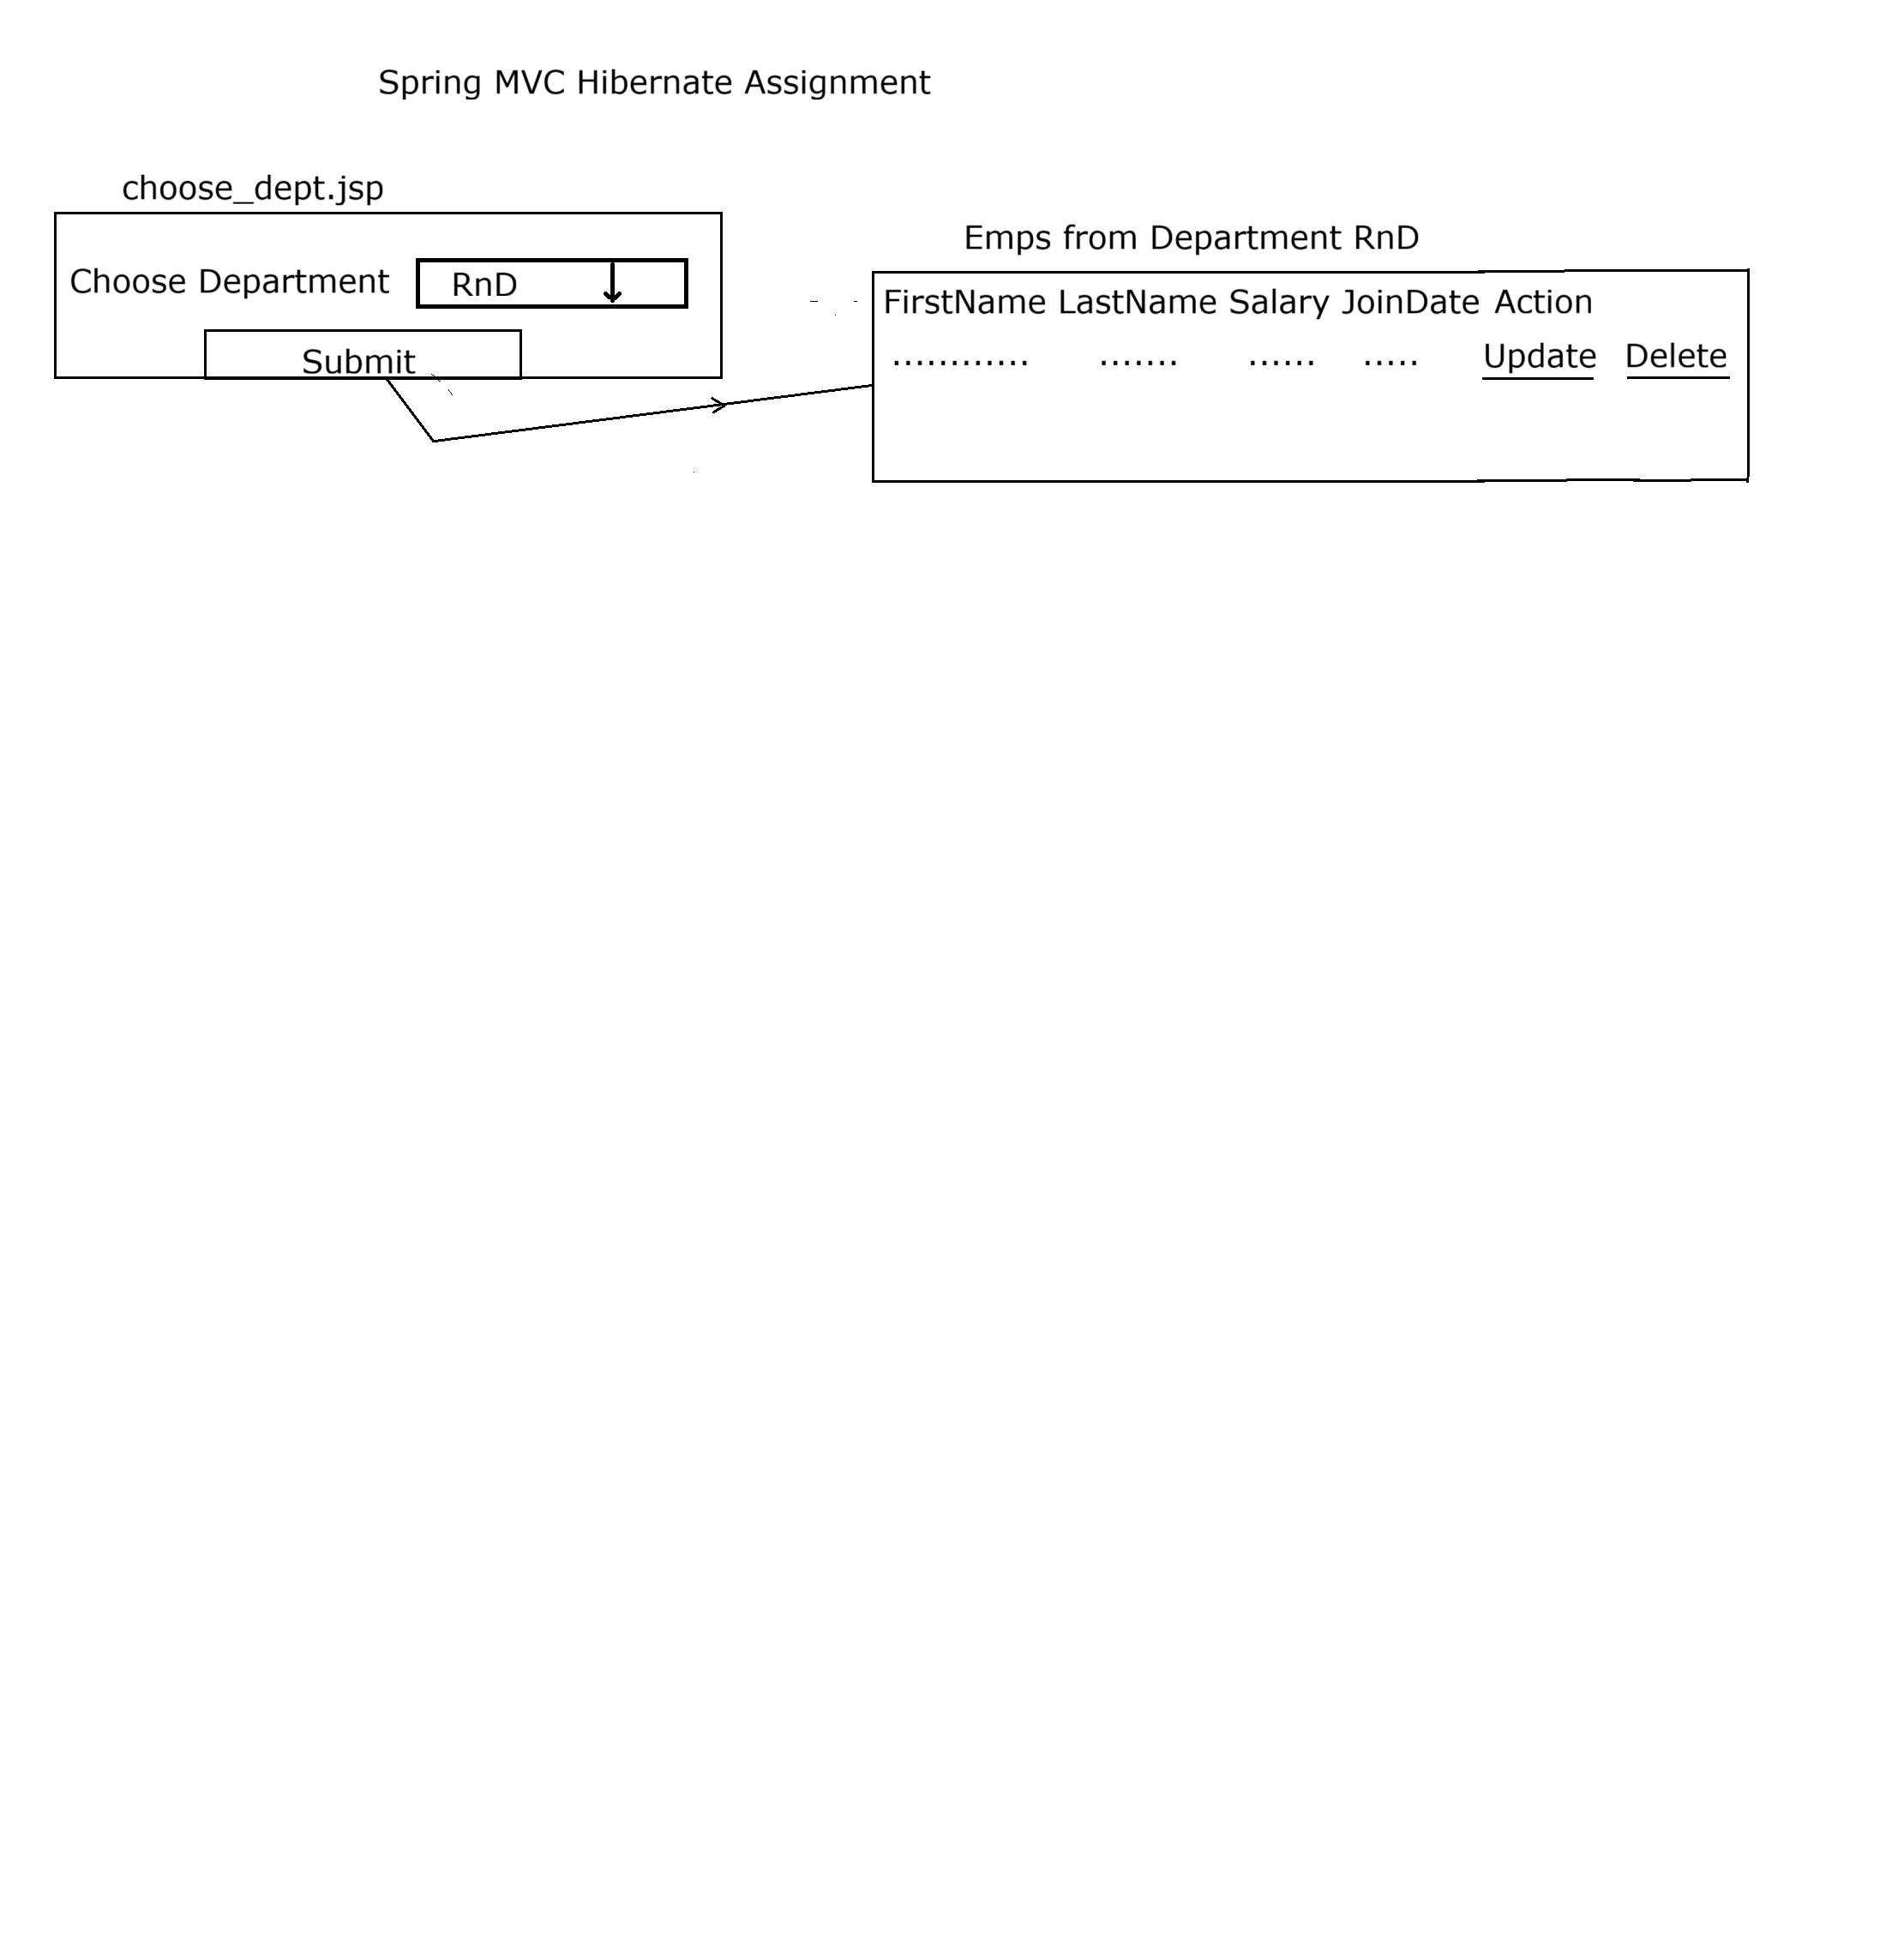 Spring MVC Hibernate Assignment
choose_dept.jsp
Choose Department RnD
Submit
Emps from Department RnD
FirstName LastName Salary JoinDate Action
............ ....... ...... ..... Update Delete